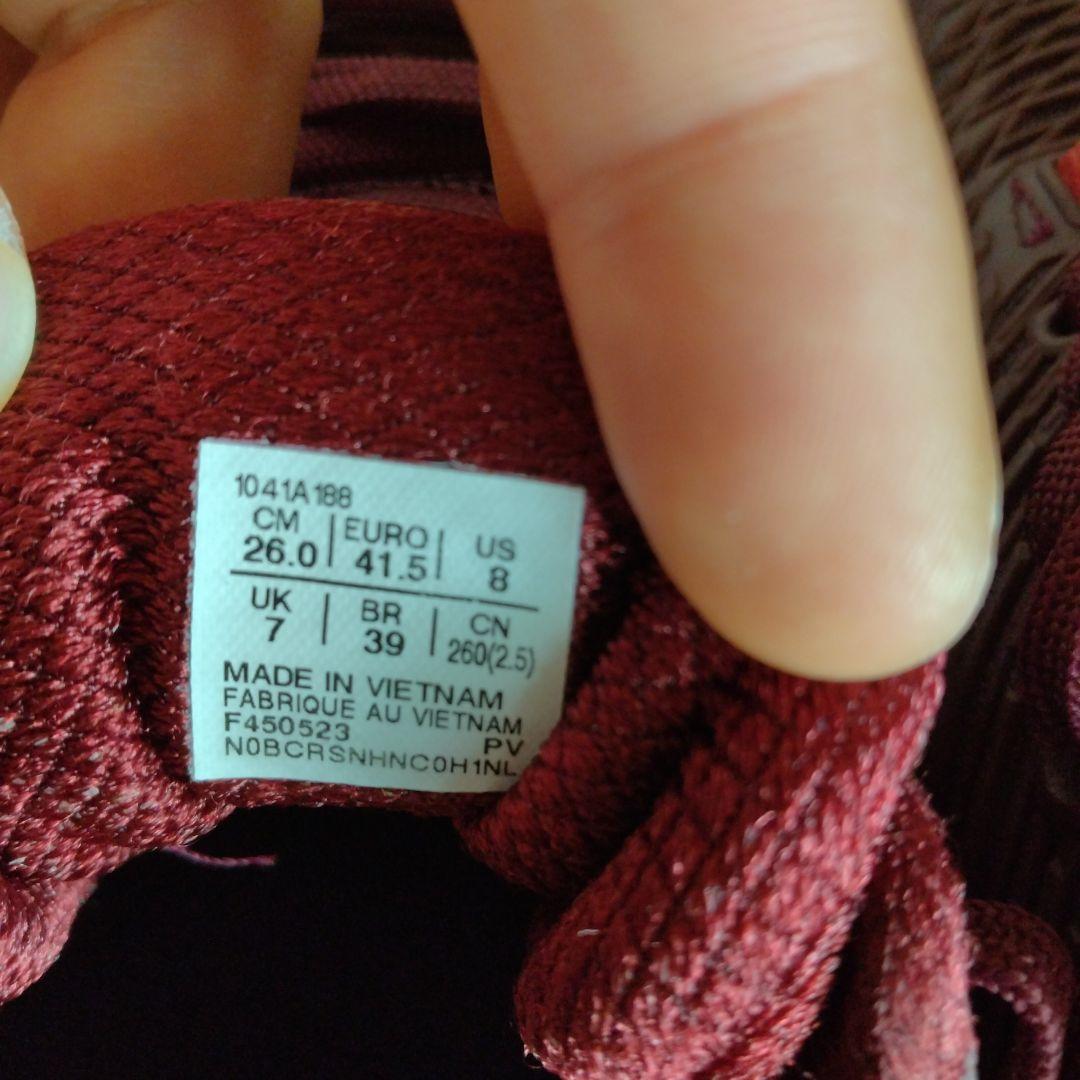 1041A188
CM | EURO | US
26.0 | 41.5 | 8
UK | BR | CN
7 | 39 | 260(2.5)
MADE IN VIETNAM
FABRIQUE AU VIETNAM
F450523 PV
N0BCRSNHNC0H1NL